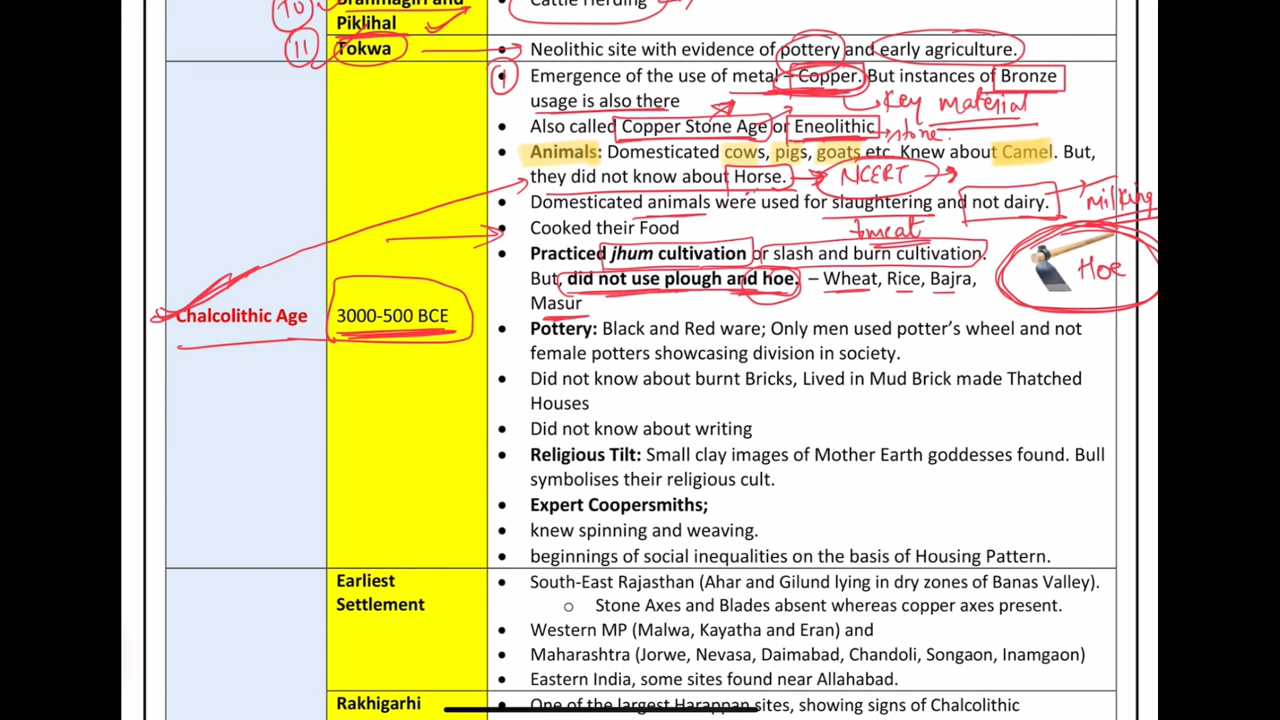 10
Brahmagiri and
Piklihal
Cattle Herding
11
Tokwa
• Neolithic site with evidence of pottery and early agriculture.
1
• Emergence of the use of metal – Copper. But instances of Bronze
usage is also there
Key material
• Also called Copper Stone Age or Eneolithic
stone
• Animals: Domesticated cows, pigs, goats etc. Knew about Camel. But,
they did not know about Horse.
NCERT
• Domesticated animals were used for slaughtering and not dairy.
milking
meat
• Cooked their Food
• Practiced jhum cultivation or slash and burn cultivation.
But, did not use plough and hoe. – Wheat, Rice, Bajra,
Masur
Hoe
Chalcolithic Age
3000-500 BCE
• Pottery: Black and Red ware; Only men used potter’s wheel and not
female potters showcasing division in society.
• Did not know about burnt Bricks, Lived in Mud Brick made Thatched
Houses
• Did not know about writing
• Religious Tilt: Small clay images of Mother Earth goddesses found. Bull
symbolises their religious cult.
• Expert Coopersmiths;
• knew spinning and weaving.
• beginnings of social inequalities on the basis of Housing Pattern.
Earliest
Settlement
• South-East Rajasthan (Ahar and Gilund lying in dry zones of Banas Valley).
o Stone Axes and Blades absent whereas copper axes present.
• Western MP (Malwa, Kayatha and Eran) and
• Maharashtra (Jorwe, Nevasa, Daimabad, Chandoli, Songaon, Inamgaon)
• Eastern India, some sites found near Allahabad.
Rakhigarhi
• One of the largest Harappan sites, showing signs of Chalcolithic